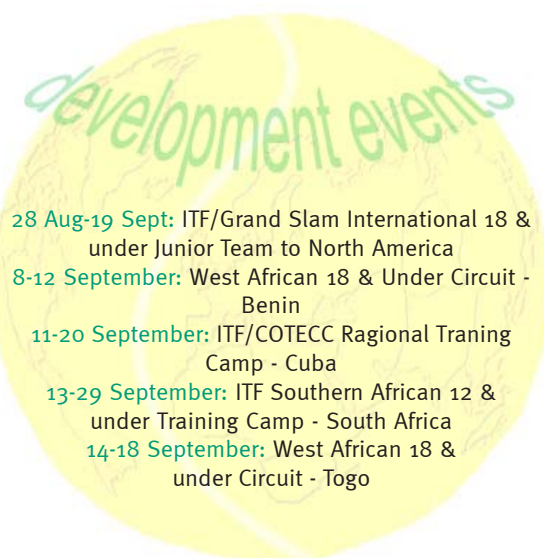 development events
28 Aug-19 Sept: ITF/Grand Slam International 18 &
under Junior Team to North America
8-12 September: West African 18 & Under Circuit -
Benin
11-20 September: ITF/COTECC Ragional Traning
Camp - Cuba
13-29 September: ITF Southern African 12 &
under Training Camp - South Africa
14-18 September: West African 18 &
under Circuit - Togo